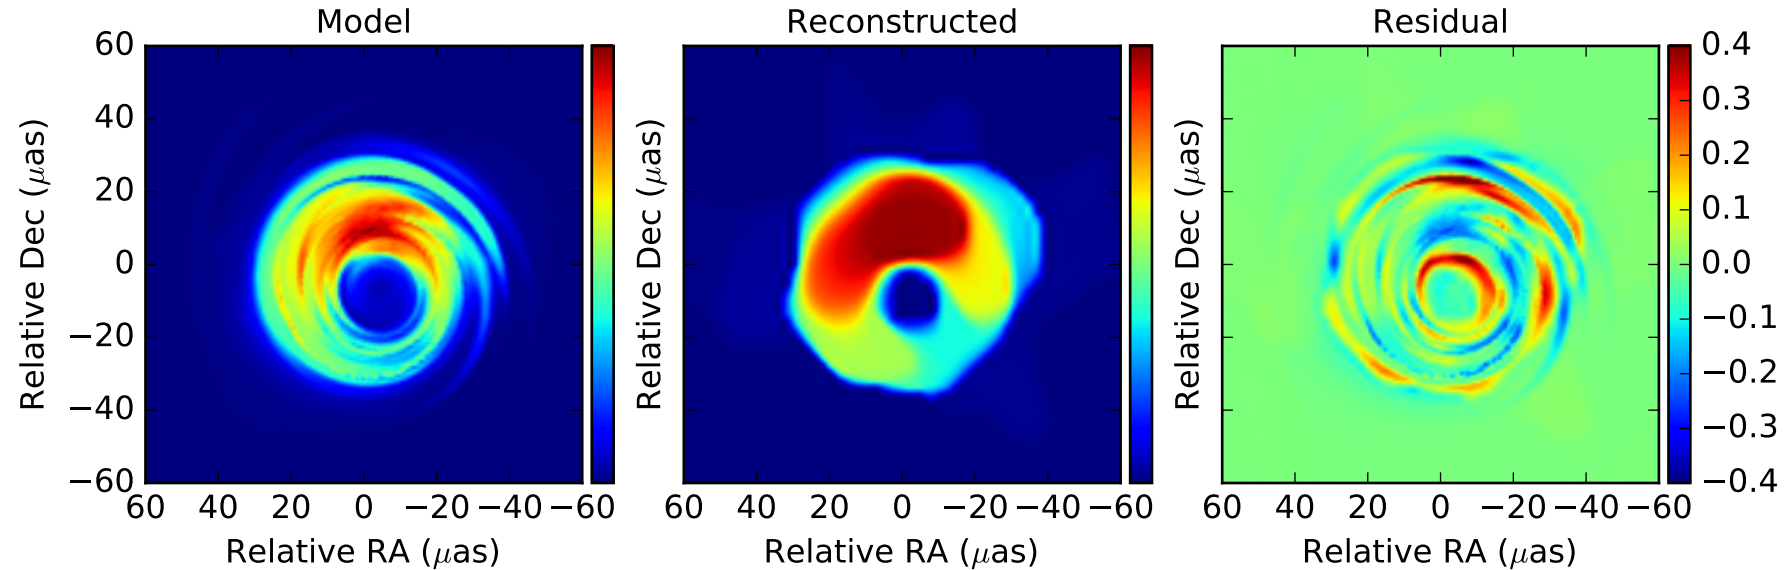 Model
Reconstructed
Residual
60
40
20
0
−20
−40
−60
Relative Dec (μas)
60 40 20 0 −20 −40 −60
Relative RA (μas)
Relative Dec (μas)
60 40 20 0 −20 −40 −60
Relative RA (μas)
Relative Dec (μas)
60 40 20 0 −20 −40 −60
Relative RA (μas)
0.4
0.3
0.2
0.1
0.0
−0.1
−0.2
−0.3
−0.4